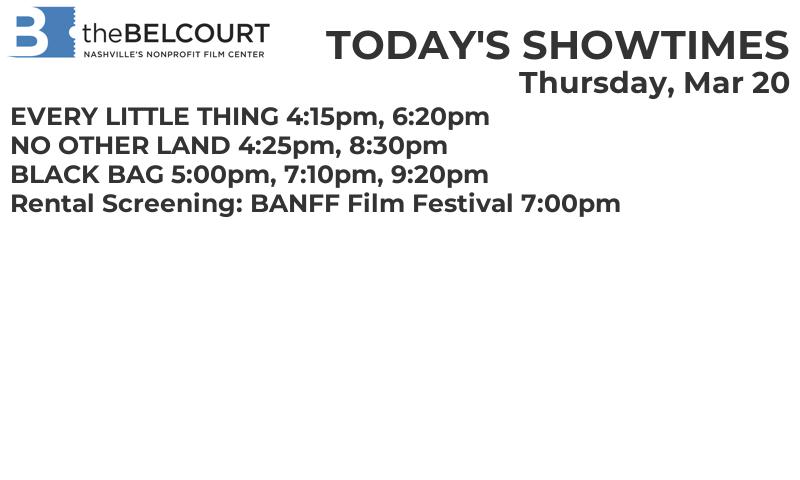 B theBELCOURT
NASHVILLE'S NONPROFIT FILM CENTER
TODAY'S SHOWTIMES
Thursday, Mar 20
EVERY LITTLE THING 4:15pm, 6:20pm
NO OTHER LAND 4:25pm, 8:30pm
BLACK BAG 5:00pm, 7:10pm, 9:20pm
Rental Screening: BANFF Film Festival 7:00pm